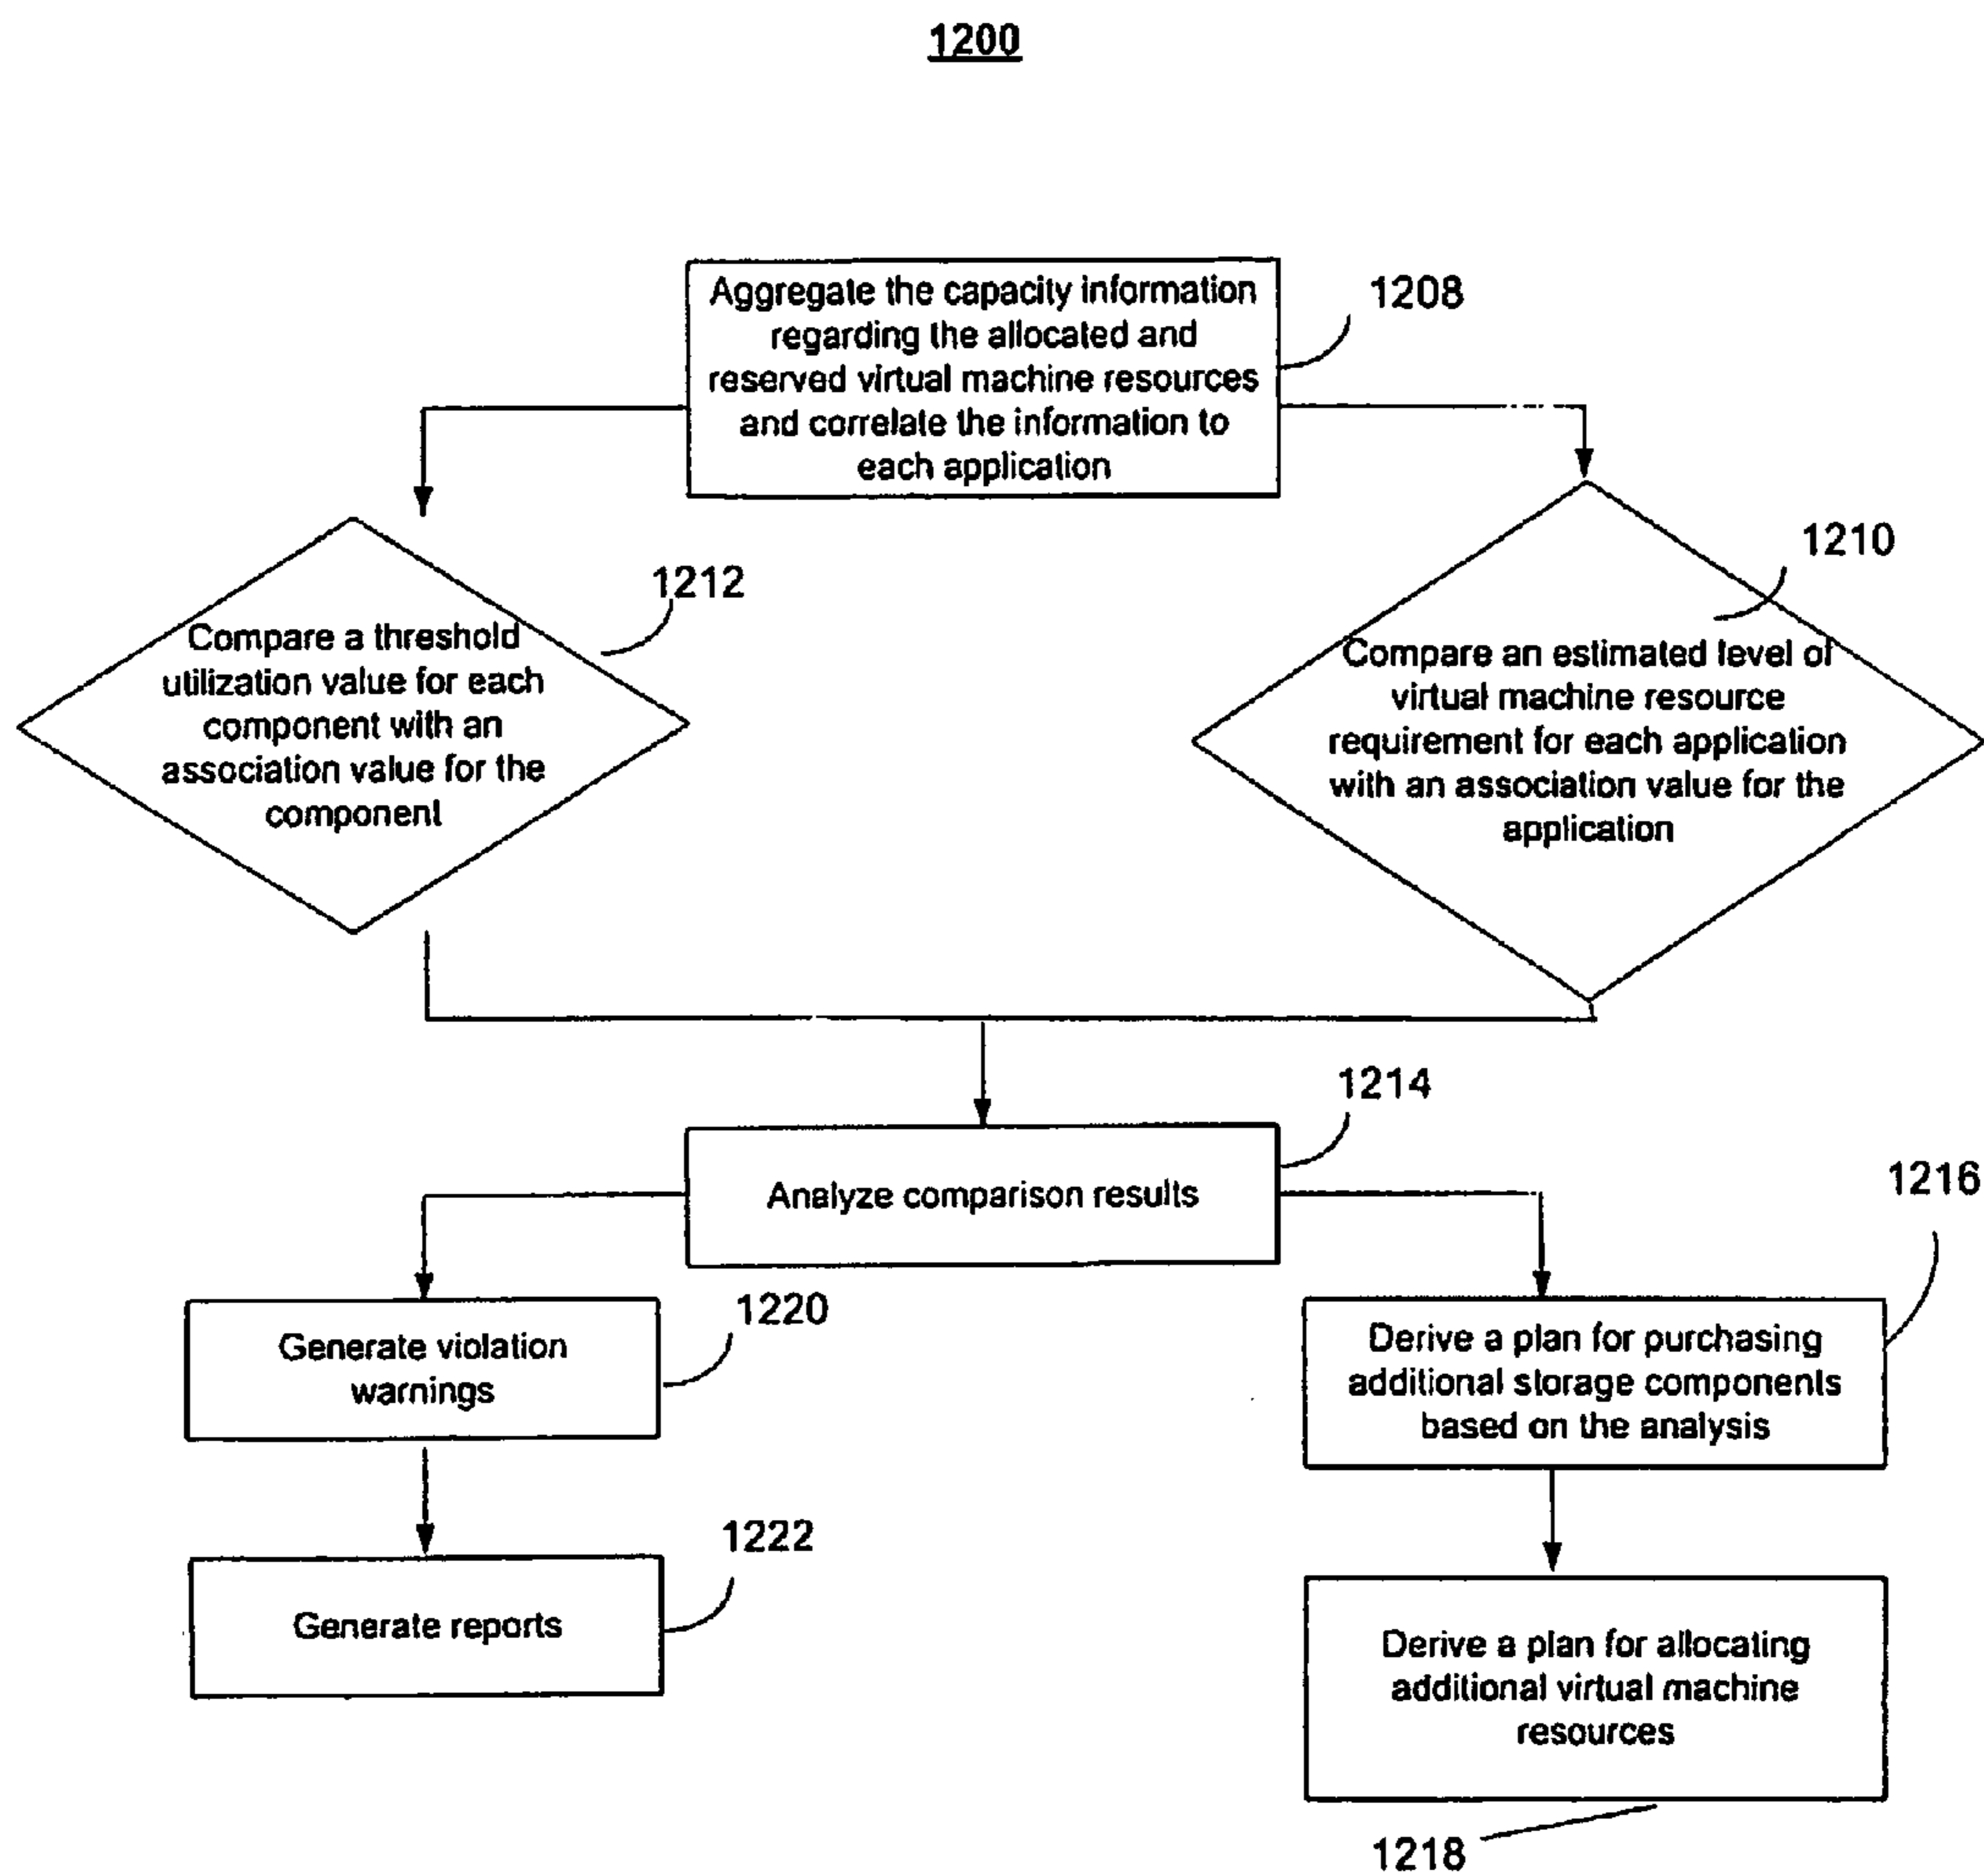 1200
Aggregate the capacity information
regarding the allocated and
reserved virtual machine resources
and correlate the information to
each application
1208
1212
Compare a threshold
utilization value for each
component with an
association value for the
component
1210
Compare an estimated level of
virtual machine resource
requirement for each application
with an association value for the
application
1214
Analyze comparison results
1216
1220
Generate violation
warnings
Derive a plan for purchasing
additional storage components
based on the analysis
1222
Generate reports
Derive a plan for allocating
additional virtual machine
resources
1218